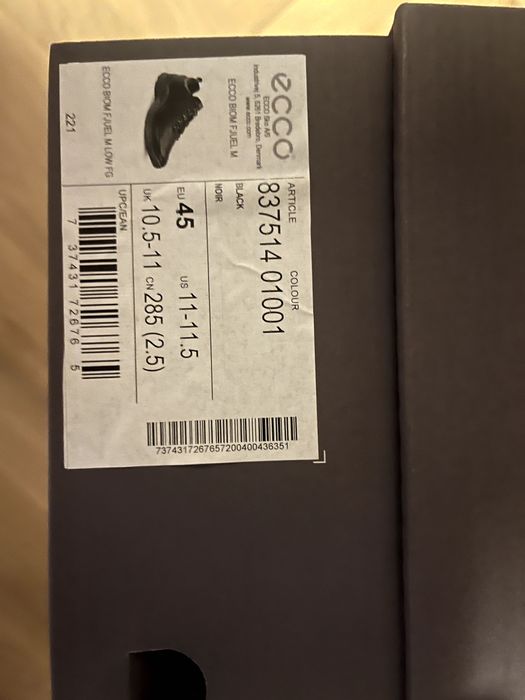 ecco
ECCO Sko A/S
Industrivej 5, 6261 Bredebro, Denmark
www.ecco.com
ECCO BIOM FJUEL M
ECCO BIOM FJUEL M LOW FG
221
ARTICLE COLOUR
837514 01001
BLACK
NOIR
EU 45 US 11-11.5
UK 10.5-11 CN 285 (2.5)
UPC/EAN
7 37431 72676 5
7374317267657200400436351